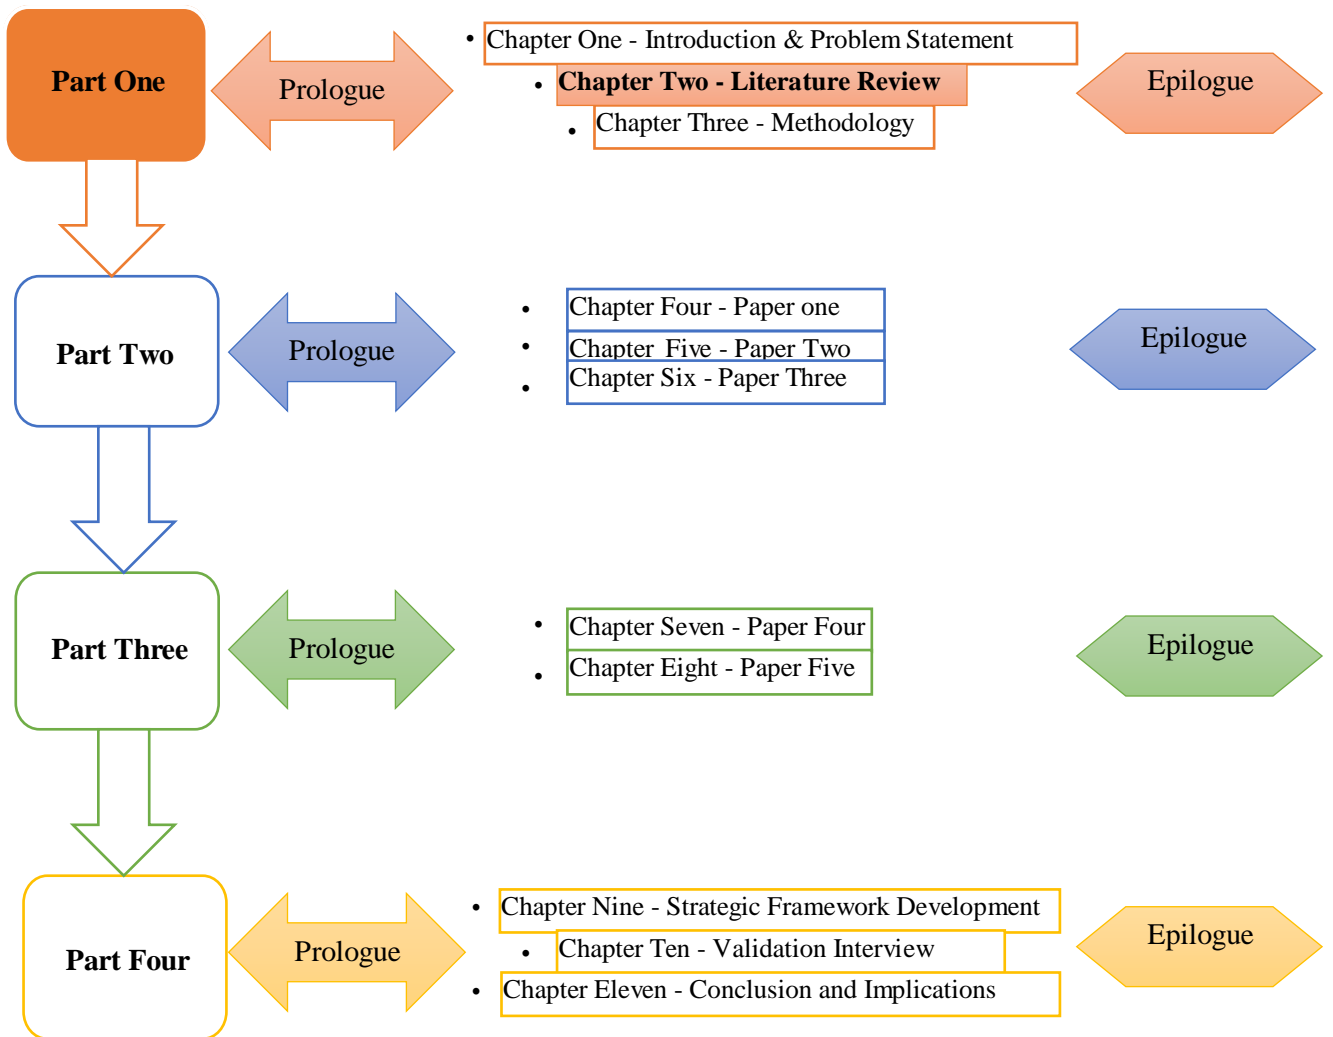 Part One
Prologue
• Chapter One - Introduction & Problem Statement
• Chapter Two - Literature Review
• Chapter Three - Methodology
Epilogue
Part Two
Prologue
• Chapter Four - Paper one
• Chapter Five - Paper Two
• Chapter Six - Paper Three
Epilogue
Part Three
Prologue
• Chapter Seven - Paper Four
• Chapter Eight - Paper Five
Epilogue
Part Four
Prologue
• Chapter Nine - Strategic Framework Development
• Chapter Ten - Validation Interview
• Chapter Eleven - Conclusion and Implications
Epilogue